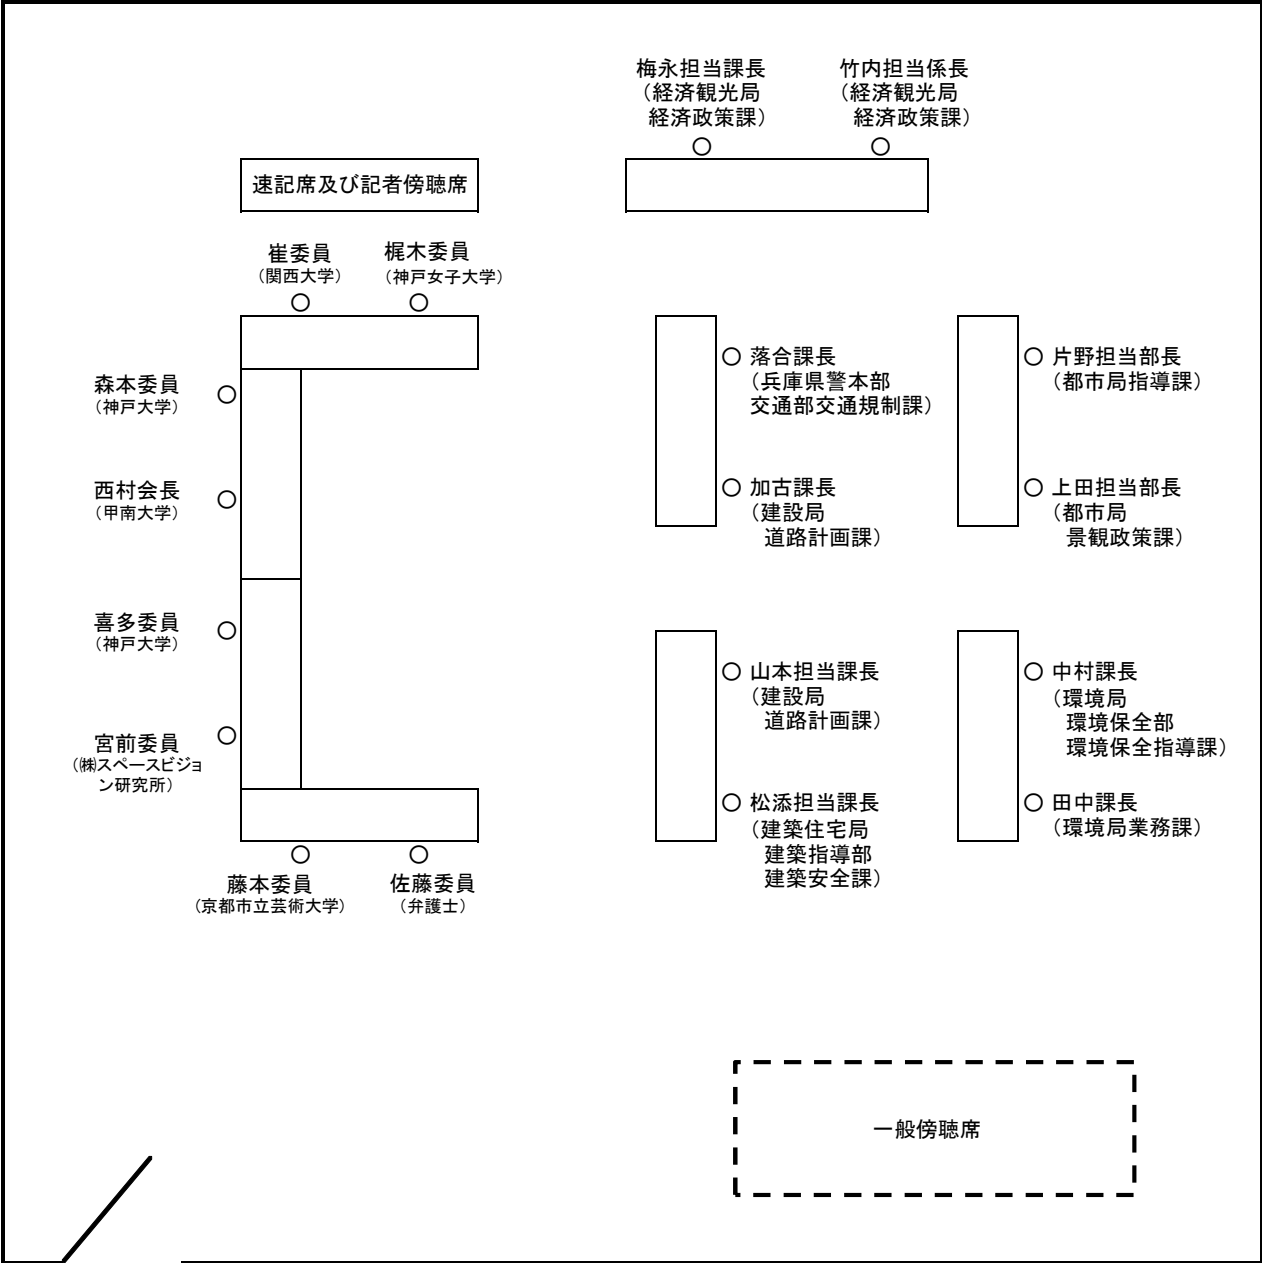 梅永担当課長
（経済観光局
経済政策課）
竹内担当係長
（経済観光局
経済政策課）
速記席及び記者傍聴席
崔委員
（関西大学）
梶木委員
（神戸女子大学）
森本委員
（神戸大学）
西村会長
（甲南大学）
喜多委員
（神戸大学）
宮前委員
（㈱スペースビジョ
ン研究所）
藤本委員
（京都市立芸術大学）
佐藤委員
（弁護士）
落合課長
（兵庫県警本部
交通部交通規制課）
加古課長
（建設局
道路計画課）
山本担当課長
（建設局
道路計画課）
松添担当課長
（建築住宅局
建築指導部
建築安全課）
片野担当部長
（都市局指導課）
上田担当部長
（都市局
景観政策課）
中村課長
（環境局
環境保全部
環境保全指導課）
田中課長
（環境局業務課）
一般傍聴席